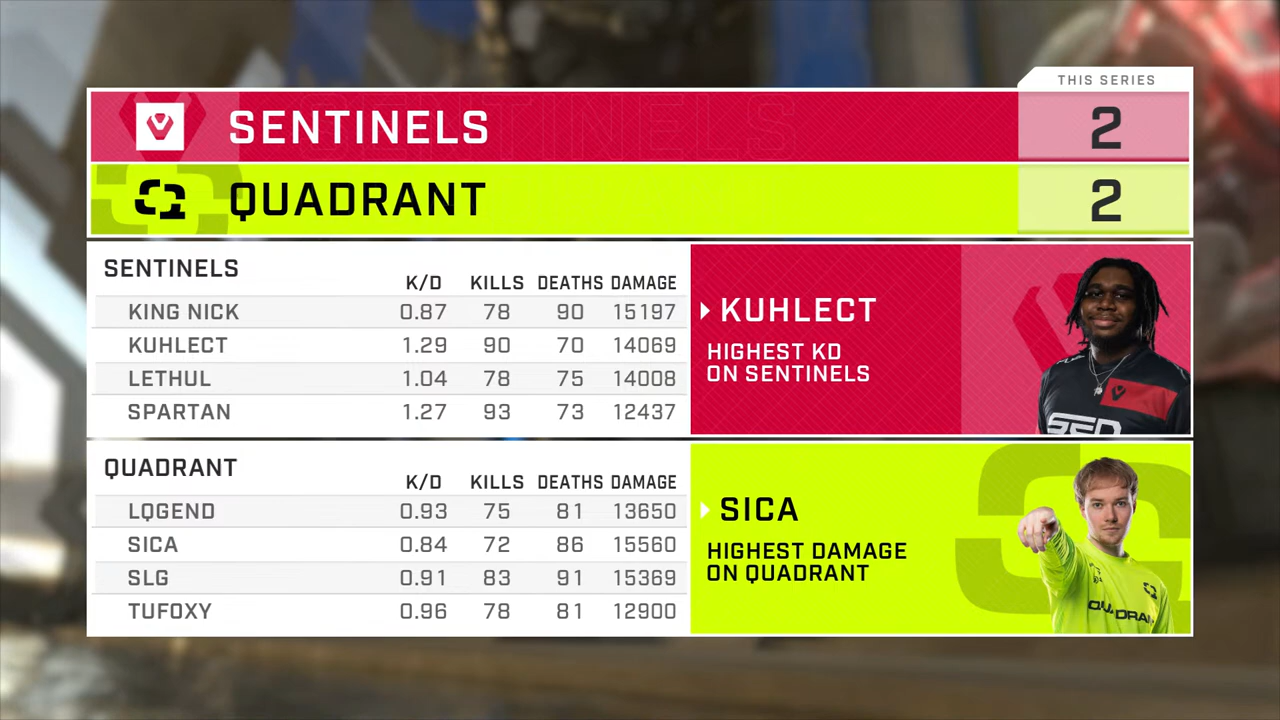 THIS SERIES
SENTINELS 2
QUADRANT 2
SENTINELS K/D KILLS DEATHS DAMAGE
KING NICK 0.87 78 90 15197
KUHLECT 1.29 90 70 14069
LETHUL 1.04 78 75 14008
SPARTAN 1.27 93 73 12437
KUHLECT
HIGHEST KD
ON SENTINELS
QUADRANT K/D KILLS DEATHS DAMAGE
LQGEND 0.93 75 81 13650
SICA 0.84 72 86 15560
SLG 0.91 83 91 15369
TUFOXY 0.96 78 81 12900
SICA
HIGHEST DAMAGE
ON QUADRANT